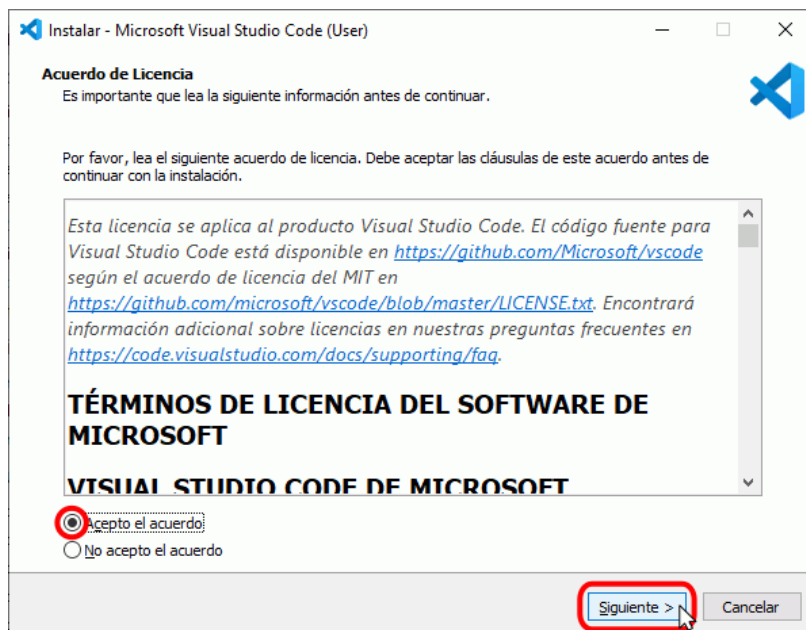 Instalar - Microsoft Visual Studio Code (User)
Acuerdo de Licencia
Es importante que lea la siguiente información antes de continuar.
Por favor, lea el siguiente acuerdo de licencia. Debe aceptar las cláusulas de este acuerdo antes de
continuar con la instalación.
Esta licencia se aplica al producto Visual Studio Code. El código fuente para
Visual Studio Code está disponible en https://github.com/Microsoft/vscode
según el acuerdo de licencia del MIT en
https://github.com/microsoft/vscode/blob/master/LICENSE.txt. Encontrará
información adicional sobre licencias en nuestras preguntas frecuentes en
https://code.visualstudio.com/docs/supporting/faq.
TÉRMINOS DE LICENCIA DEL SOFTWARE DE
MICROSOFT
VISUAL STUDIO CODE DE MICROSOFT
Acepto el acuerdo
No acepto el acuerdo
Siguiente >
Cancelar